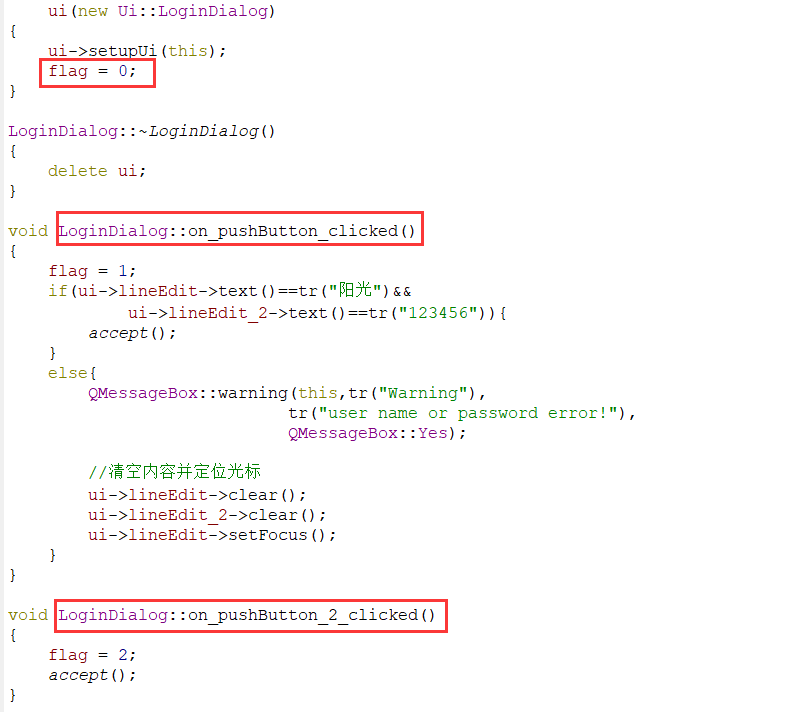 ui(new Ui::LoginDialog)
{
ui->setupUi(this);
flag = 0;
}
LoginDialog::~LoginDialog()
{
delete ui;
}
void LoginDialog::on_pushButton_clicked()
{
flag = 1;
if(ui->lineEdit->text()==tr("阳光")&&
ui->lineEdit_2->text()==tr("123456")){
accept();
}
else{
QMessageBox::warning(this,tr("Warning"),
tr("user name or password error!"),
QMessageBox::Yes);
//清空内容并定位光标
ui->lineEdit->clear();
ui->lineEdit_2->clear();
ui->lineEdit->setFocus();
}
}
void LoginDialog::on_pushButton_2_clicked()
{
flag = 2;
accept();
}